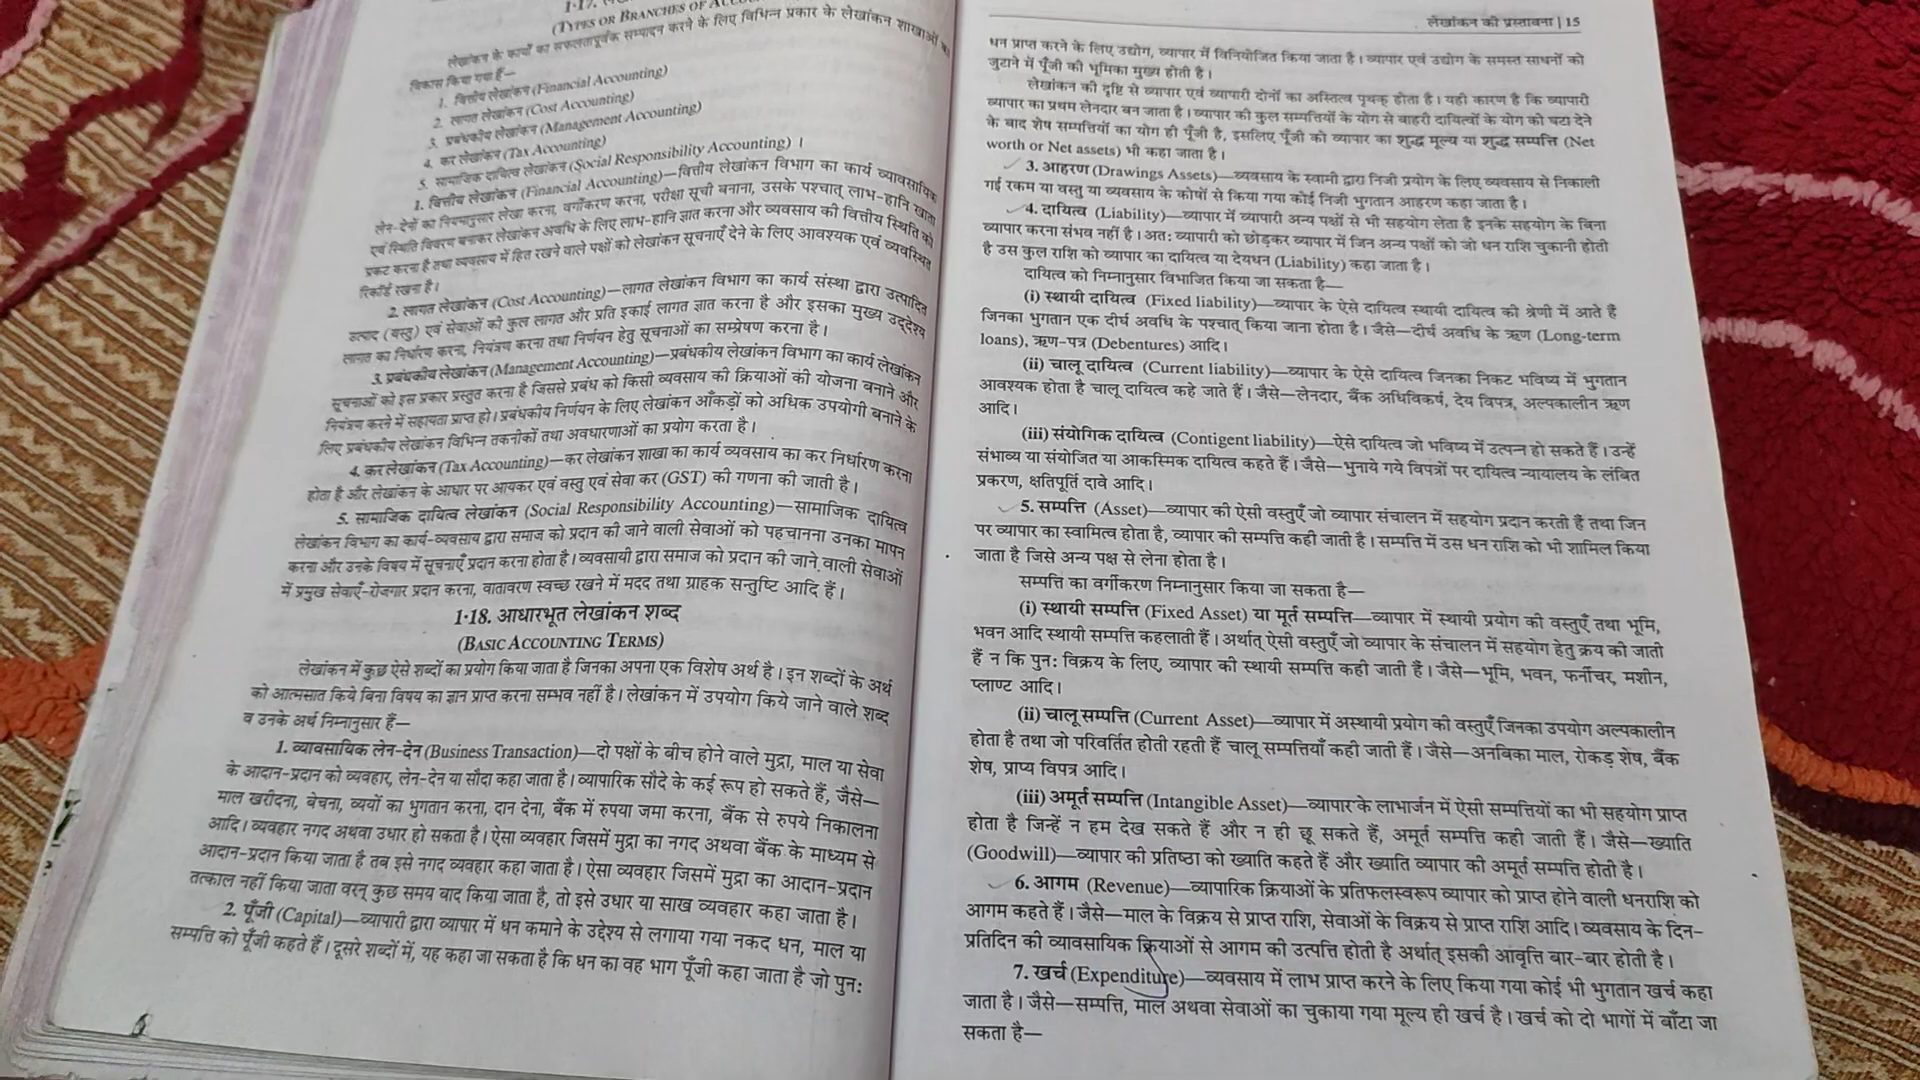 1·17.
(TYPES OR BRANCHES OF
लेखांकन के कार्यों का सफलतापूर्वक सम्पादन करने के लिए विभिन्न प्रकार के लेखांकन शाखाओं का
विकास किया गया है—
1. वित्तीय लेखांकन (Financial Accounting)
2. लागत लेखांकन (Cost Accounting)
3. प्रबंधकीय लेखांकन (Management Accounting)
4. कर लेखांकन (Tax Accounting)
5. सामाजिक दायित्व लेखांकन (Social Responsibility Accounting) ।
1. वित्तीय लेखांकन (Financial Accounting)—वित्तीय लेखांकन विभाग का कार्य व्यावसायिक
लेन-देनों का नियमानुसार लेखा करना, वर्गीकरण करना, परीक्षा सूची बनाना, उसके पश्चात् लाभ-हानि खाता
एवं स्थिति विवरण बनाकर लेखांकन अवधि के लिए लाभ-हानि ज्ञात करना और व्यवसाय की वित्तीय स्थिति को
प्रकट करना है तथा व्यवसाय में हित रखने वाले पक्षों को लेखांकन सूचनाएँ देने के लिए आवश्यक एवं व्यवस्थित
रिकॉर्ड रखना है।
2. लागत लेखांकन (Cost Accounting)—लागत लेखांकन विभाग का कार्य संस्था द्वारा उत्पादित
उत्पाद (वस्तु) एवं सेवाओं की कुल लागत और प्रति इकाई लागत ज्ञात करना है और इसका मुख्य उद्देश्य
लागत का निर्धारण करना, नियंत्रण करना तथा निर्णयन हेतु सूचनाओं का सम्प्रेषण करना है।
3. प्रबंधकीय लेखांकन (Management Accounting)—प्रबंधकीय लेखांकन विभाग का कार्य लेखांकन
सूचनाओं को इस प्रकार प्रस्तुत करना है जिससे प्रबंध को किसी व्यवसाय की क्रियाओं की योजना बनाने और
नियंत्रण करने में सहायता प्राप्त हो। प्रबंधकीय निर्णयन के लिए लेखांकन आँकड़ों को अधिक उपयोगी बनाने के
लिए प्रबंधकीय लेखांकन विभिन्न तकनीकों तथा अवधारणाओं का प्रयोग करता है।
4. कर लेखांकन (Tax Accounting)—कर लेखांकन शाखा का कार्य व्यवसाय का कर निर्धारण करना
होता है और लेखांकन के आधार पर आयकर एवं वस्तु एवं सेवा कर (GST) की गणना की जाती है।
5. सामाजिक दायित्व लेखांकन (Social Responsibility Accounting)—सामाजिक दायित्व
लेखांकन विभाग का कार्य-व्यवसाय द्वारा समाज को प्रदान की जाने वाली सेवाओं को पहचानना उनका मापन
करना और उनके विषय में सूचनाएँ प्रदान करना होता है। व्यवसायी द्वारा समाज को प्रदान की जाने वाली सेवाओं
में प्रमुख सेवाएँ-रोजगार प्रदान करना, वातावरण स्वच्छ रखने में मदद तथा ग्राहक सन्तुष्टि आदि हैं।
1·18. आधारभूत लेखांकन शब्द
(BASIC ACCOUNTING TERMS)
लेखांकन में कुछ ऐसे शब्दों का प्रयोग किया जाता है जिनका अपना एक विशेष अर्थ है। इन शब्दों के अर्थ
को आत्मसात किये बिना विषय का ज्ञान प्राप्त करना सम्भव नहीं है। लेखांकन में उपयोग किये जाने वाले शब्द
व उनके अर्थ निम्नानुसार हैं—
1. व्यावसायिक लेन-देन (Business Transaction)—दो पक्षों के बीच होने वाले मुद्रा, माल या सेवा
के आदान-प्रदान को व्यवहार, लेन-देन या सौदा कहा जाता है। व्यापारिक सौदे के कई रूप हो सकते हैं, जैसे—
माल खरीदना, बेचना, व्ययों का भुगतान करना, दान देना, बैंक में रुपया जमा करना, बैंक से रुपये निकालना
आदि। व्यवहार नगद अथवा उधार हो सकता है। ऐसा व्यवहार जिसमें मुद्रा का नगद अथवा बैंक के माध्यम से
आदान-प्रदान किया जाता है तब इसे नगद व्यवहार कहा जाता है। ऐसा व्यवहार जिसमें मुद्रा का आदान-प्रदान
तत्काल नहीं किया जाता वरन् कुछ समय बाद किया जाता है, तो इसे उधार या साख व्यवहार कहा जाता है।
2. पूँजी (Capital)—व्यापारी द्वारा व्यापार में धन कमाने के उद्देश्य से लगाया गया नकद धन, माल या
सम्पत्ति को पूँजी कहते हैं। दूसरे शब्दों में, यह कहा जा सकता है कि धन का वह भाग पूँजी कहा जाता है जो पुन:
लेखांकन की प्रस्तावना | 15
धन प्राप्त करने के लिए उद्योग, व्यापार में विनियोजित किया जाता है। व्यापार एवं उद्योग के समस्त साधनों को
जुटाने में पूँजी की भूमिका मुख्य होती है।
लेखांकन की दृष्टि से व्यापार एवं व्यापारी दोनों का अस्तित्व पृथक् होता है। यही कारण है कि व्यापारी
व्यापार का प्रथम लेनदार बन जाता है। व्यापार की कुल सम्पत्तियों के योग से बाहरी दायित्वों के योग को घटा देने
के बाद शेष सम्पत्तियों का योग ही पूँजी है, इसलिए पूँजी को व्यापार का शुद्ध मूल्य या शुद्ध सम्पत्ति (Net
worth or Net assets) भी कहा जाता है।
3. आहरण (Drawings Assets)—व्यवसाय के स्वामी द्वारा निजी प्रयोग के लिए व्यवसाय से निकाली
गई रकम या वस्तु या व्यवसाय के कोषों से किया गया कोई निजी भुगतान आहरण कहा जाता है।
4. दायित्व (Liability)—व्यापार में व्यापारी अन्य पक्षों से भी सहयोग लेता है इनके सहयोग के बिना
व्यापार करना संभव नहीं है। अत: व्यापारी को छोड़कर व्यापार में जिन अन्य पक्षों को जो धन राशि चुकानी होती
है उस कुल राशि को व्यापार का दायित्व या देयधन (Liability) कहा जाता है।
दायित्व को निम्नानुसार विभाजित किया जा सकता है—
(i) स्थायी दायित्व (Fixed liability)—व्यापार के ऐसे दायित्व स्थायी दायित्व की श्रेणी में आते हैं
जिनका भुगतान एक दीर्घ अवधि के पश्चात् किया जाना होता है। जैसे—दीर्घ अवधि के ऋण (Long-term
loans), ऋण-पत्र (Debentures) आदि।
(ii) चालू दायित्व (Current liability)—व्यापार के ऐसे दायित्व जिनका निकट भविष्य में भुगतान
आवश्यक होता है चालू दायित्व कहे जाते हैं। जैसे—लेनदार, बैंक अधिविकर्ष, देय विपत्र, अल्पकालीन ऋण
आदि।
(iii) संयोगिक दायित्व (Contigent liability)—ऐसे दायित्व जो भविष्य में उत्पन्न हो सकते हैं। उन्हें
संभाव्य या संयोजित या आकस्मिक दायित्व कहते हैं। जैसे—भुनाये गये विपत्रों पर दायित्व न्यायालय के लंबित
प्रकरण, क्षतिपूर्ति दावे आदि।
5. सम्पत्ति (Asset)—व्यापार की ऐसी वस्तुएँ जो व्यापार संचालन में सहयोग प्रदान करती हैं तथा जिन
पर व्यापार का स्वामित्व होता है, व्यापार की सम्पत्ति कही जाती है। सम्पत्ति में उस धन राशि को भी शामिल किया
जाता है जिसे अन्य पक्ष से लेना होता है।
सम्पत्ति का वर्गीकरण निम्नानुसार किया जा सकता है—
(i) स्थायी सम्पत्ति (Fixed Asset) या मूर्त सम्पत्ति—व्यापार में स्थायी प्रयोग की वस्तुएँ तथा भूमि,
भवन आदि स्थायी सम्पत्ति कहलाती हैं। अर्थात् ऐसी वस्तुएँ जो व्यापार के संचालन में सहयोग हेतु क्रय की जाती
हैं न कि पुन: विक्रय के लिए, व्यापार की स्थायी सम्पत्ति कही जाती हैं। जैसे—भूमि, भवन, फर्नीचर, मशीन,
प्लाण्ट आदि।
(ii) चालू सम्पत्ति (Current Asset)—व्यापार में अस्थायी प्रयोग की वस्तुएँ जिनका उपयोग अल्पकालीन
होता है तथा जो परिवर्तित होती रहती हैं चालू सम्पत्तियाँ कही जाती हैं। जैसे—अनबिका माल, रोकड़ शेष, बैंक
शेष, प्राप्य विपत्र आदि।
(iii) अमूर्त सम्पत्ति (Intangible Asset)—व्यापार के लाभार्जन में ऐसी सम्पत्तियों का भी सहयोग प्राप्त
होता है जिन्हें न हम देख सकते हैं और न ही छू सकते हैं, अमूर्त सम्पत्ति कही जाती हैं। जैसे—ख्याति
(Goodwill)—व्यापार की प्रतिष्ठा को ख्याति कहते हैं और ख्याति व्यापार की अमूर्त सम्पत्ति होती है।
6. आगम (Revenue)—व्यापारिक क्रियाओं के प्रतिफलस्वरूप व्यापार को प्राप्त होने वाली धनराशि को
आगम कहते हैं। जैसे—माल के विक्रय से प्राप्त राशि, सेवाओं के विक्रय से प्राप्त राशि आदि। व्यवसाय के दिन-
प्रतिदिन की व्यावसायिक क्रियाओं से आगम की उत्पत्ति होती है अर्थात् इसकी आवृत्ति बार-बार होती है।
7. खर्च (Expenditure)—व्यवसाय में लाभ प्राप्त करने के लिए किया गया कोई भी भुगतान खर्च कहा
जाता है। जैसे—सम्पत्ति, माल अथवा सेवाओं का चुकाया गया मूल्य ही खर्च है। खर्च को दो भागों में बाँटा जा
सकता है—